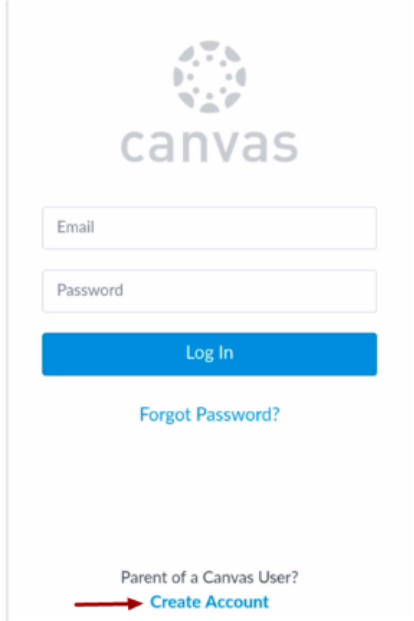 canvas
Email
Password
Log In
Forgot Password?
Parent of a Canvas User?
Create Account